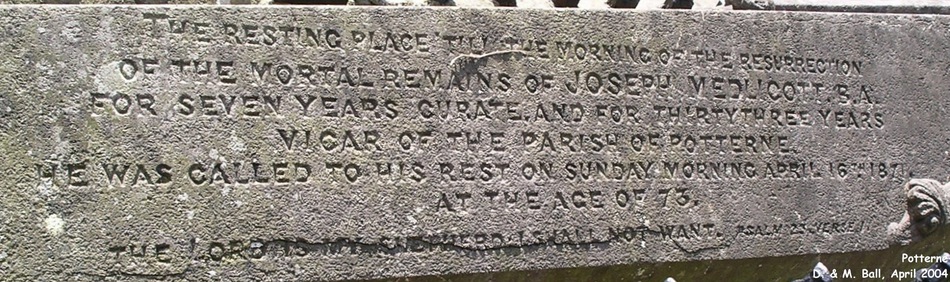 THE RESTING PLACE 'TILL THE MORNING OF THE RESURRECTION
OF THE MORTAL REMAINS OF JOSEPH MEDLICOTT, B.A.
FOR SEVEN YEARS CURATE, AND FOR THIRTYTHREE YEARS
VICAR OF THE PARISH OF POTTERNE.
HE WAS CALLED TO HIS REST ON SUNDAY MORNING APRIL 16TH 1871,
AT THE AGE OF 73.
THE LORD IS MY SHEPHERD, I SHALL NOT WANT. PSALM 23. VERSE 1.
Potterne
D. & M. Ball, April 2004